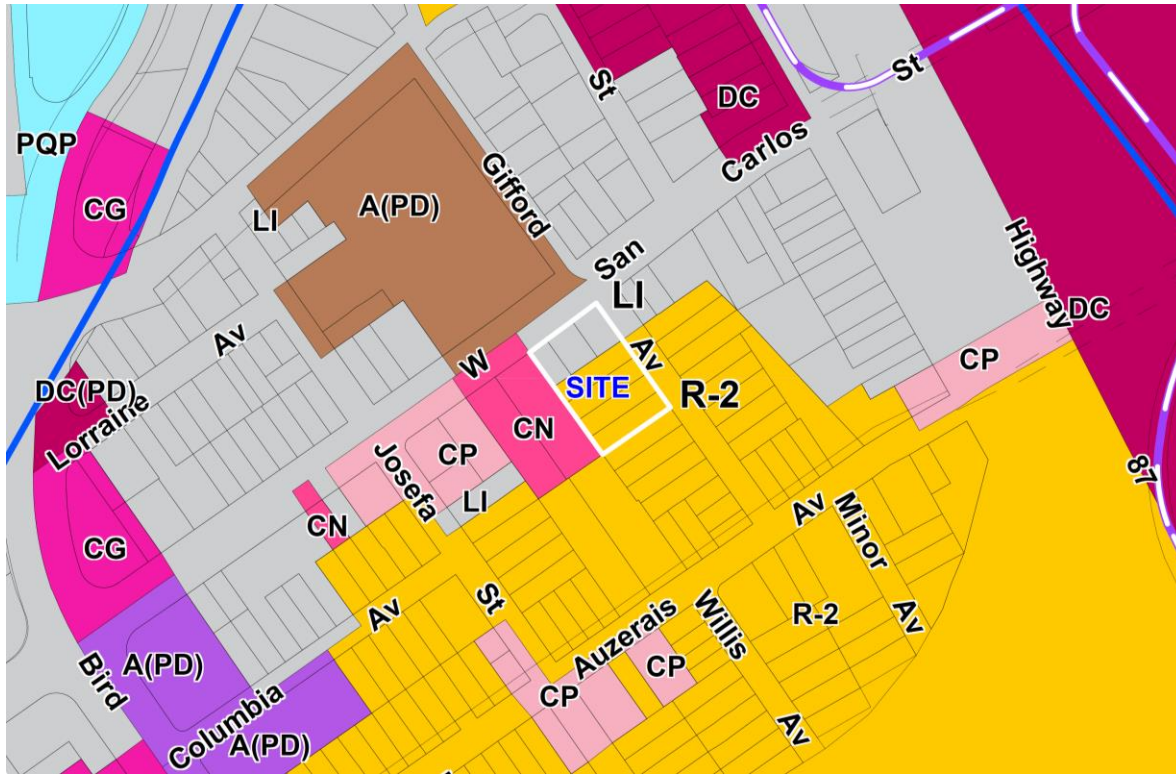 St
DC
St
PQP
Carlos
CG
Gifford
A(PD)
LI
San
Highway
LI
DC
Av
Av
W
CP
DC(PD)
SITE
R-2
Lorraine
CN
Josefa
CP
87
LI
Av
Minor
CN
CG
Av
St
Auzerais
Willis
R-2
Av
A(PD)
Bird
CP
CP
Columbia
Av
A(PD)